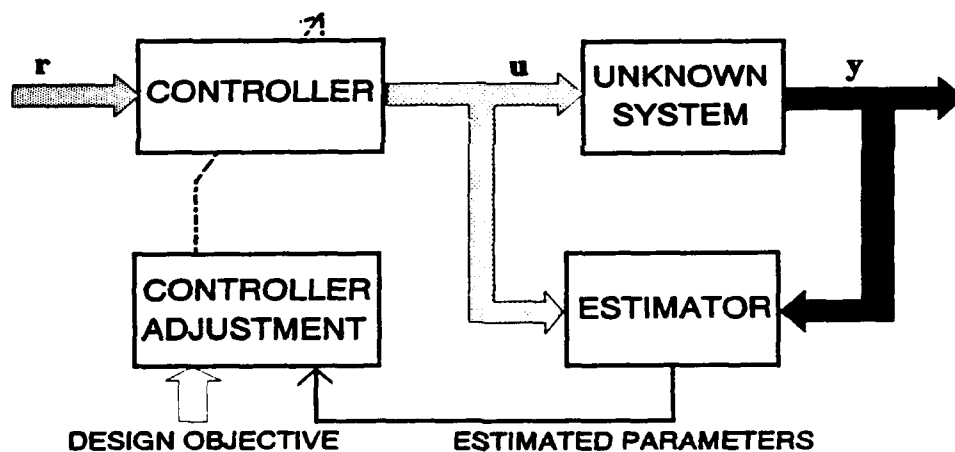 r
CONTROLLER
u
UNKNOWN
SYSTEM
y
CONTROLLER
ADJUSTMENT
ESTIMATOR
DESIGN OBJECTIVE
ESTIMATED PARAMETERS